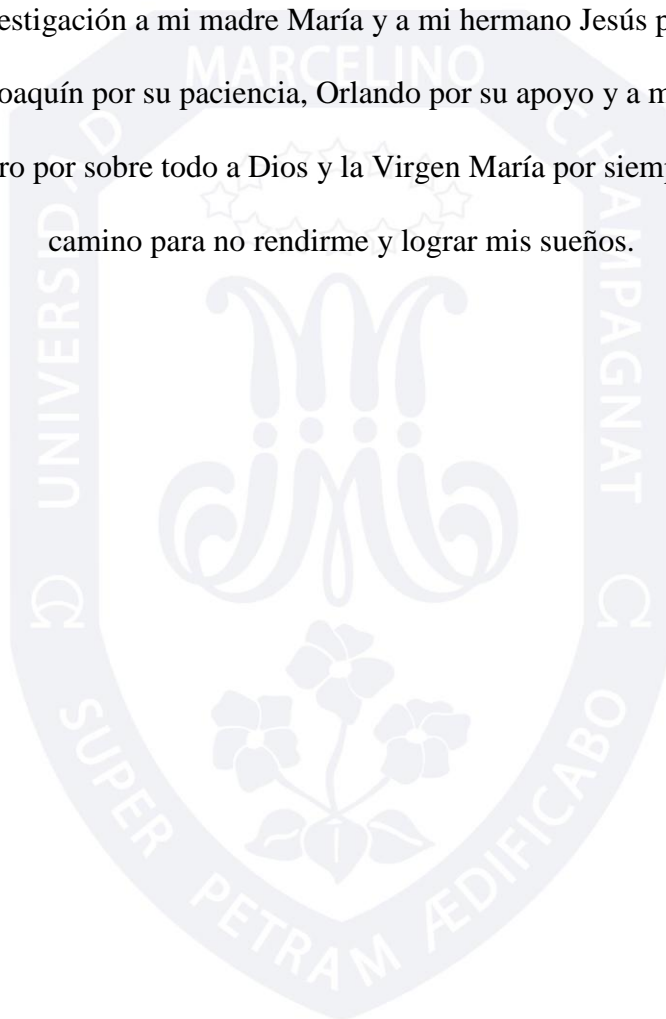 estigación a mi madre María y a mi hermano Jesús p
oaquín por su paciencia, Orlando por su apoyo y a m
ro por sobre todo a Dios y la Virgen María por siemp
camino para no rendirme y lograr mis sueños.
UNIVERSIDAD
MARCELINO
CHAMPAGNAT
Ω
Ω
SUPER PETRAM ÆDIFICABO